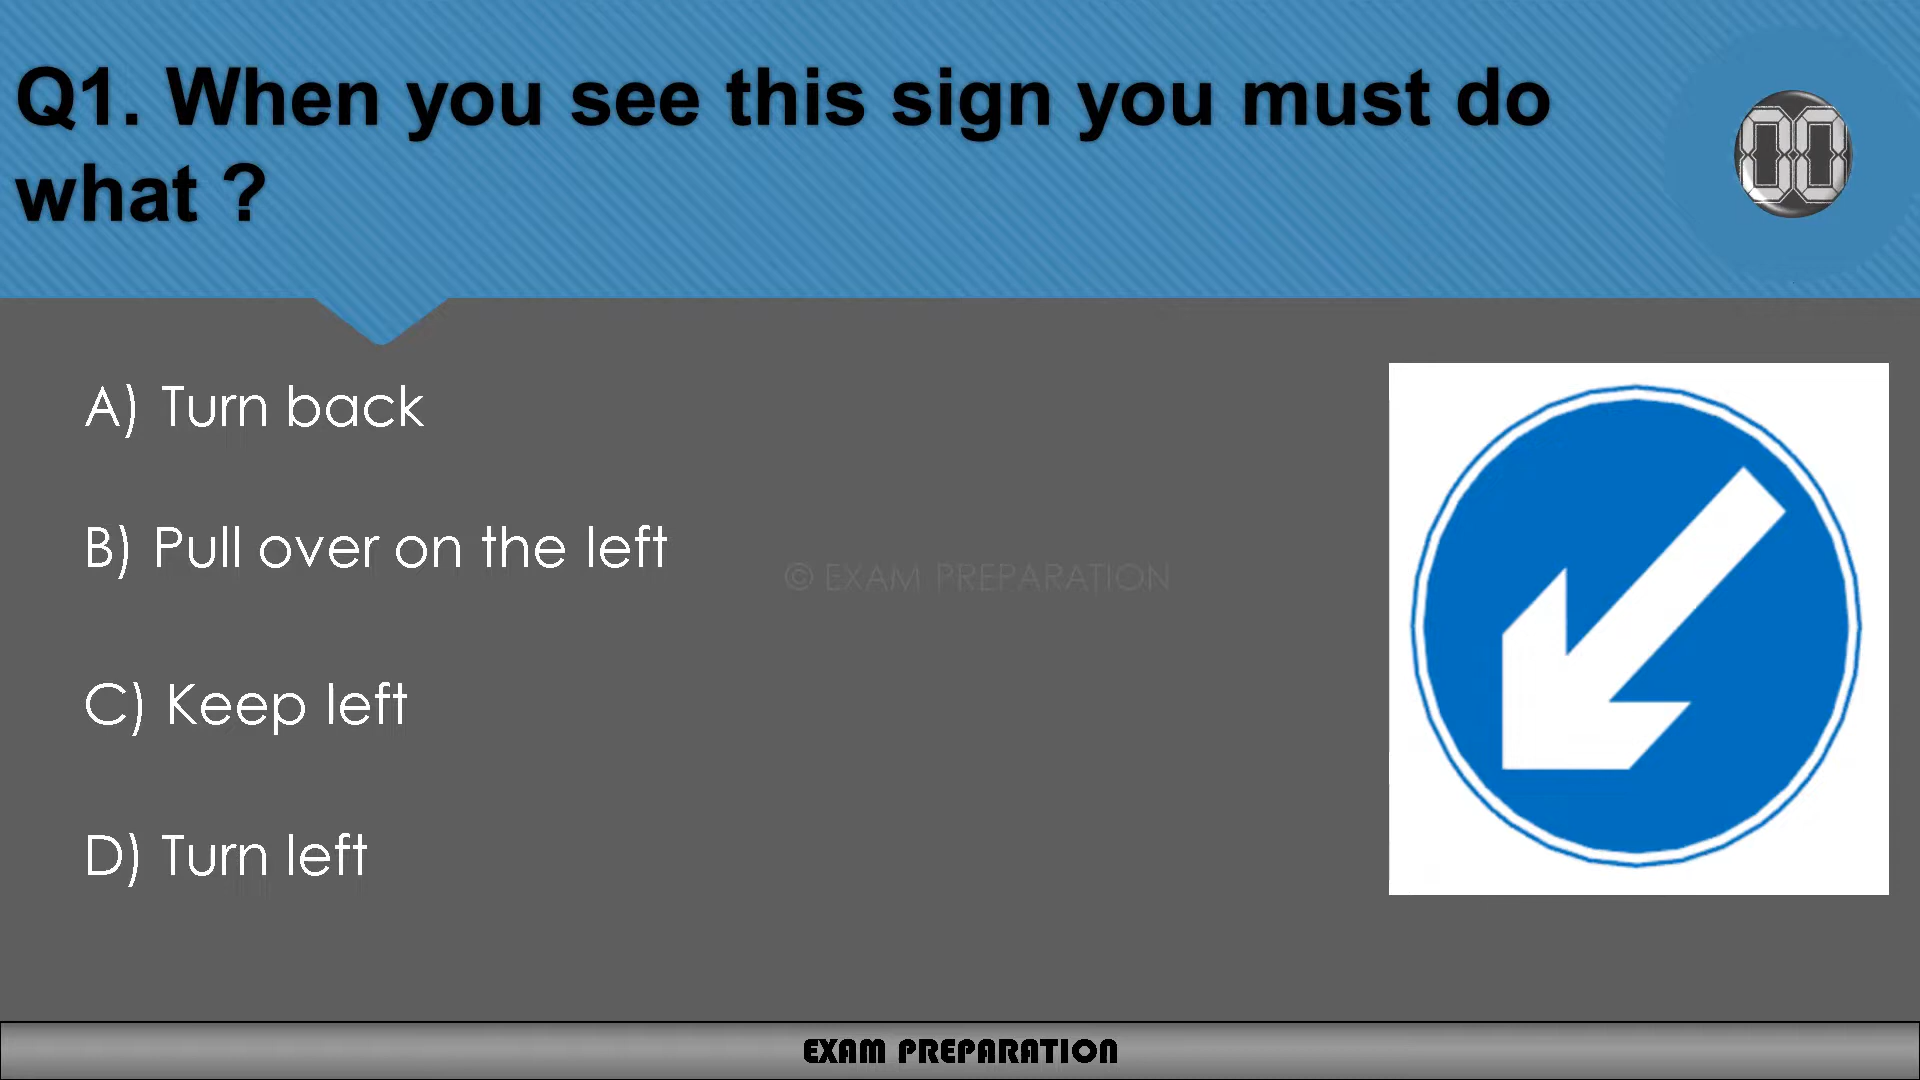 Q1. When you see this sign you must do
what ?
00
A) Turn back
B) Pull over on the left
© EXAM PREPARATION
C) Keep left
D) Turn left
EXAM PREPARATION